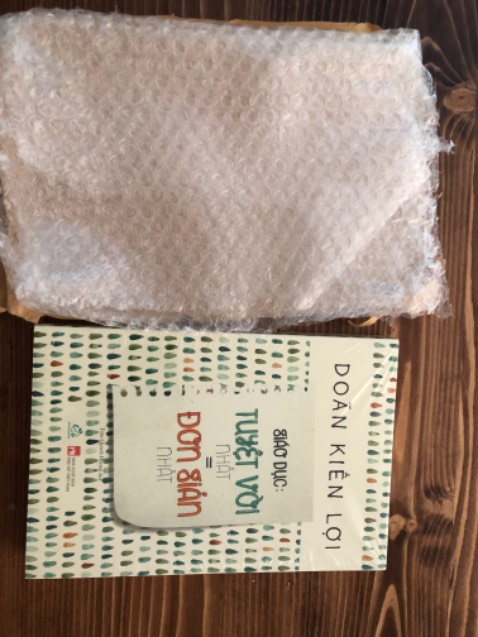 DOÃN KIẾN LỢI
GIÁO DỤC:
TUYỆT VỜI
NHẤT
=
ĐƠN GIẢN
NHẤT